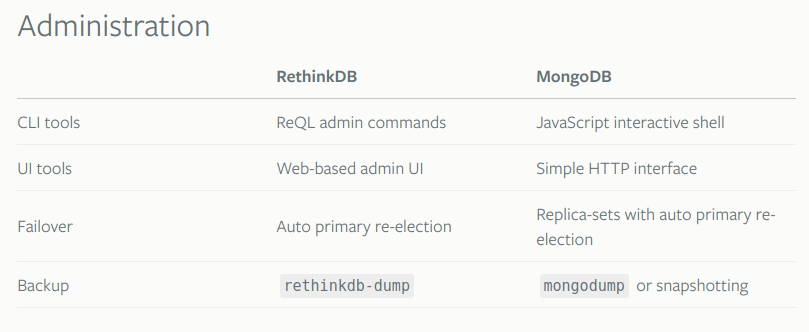 Administration
RethinkDB MongoDB
CLI tools ReQL admin commands JavaScript interactive shell
UI tools Web-based admin UI Simple HTTP interface
Failover Auto primary re-election Replica-sets with auto primary re-
election
Backup rethinkdb-dump mongodump or snapshotting